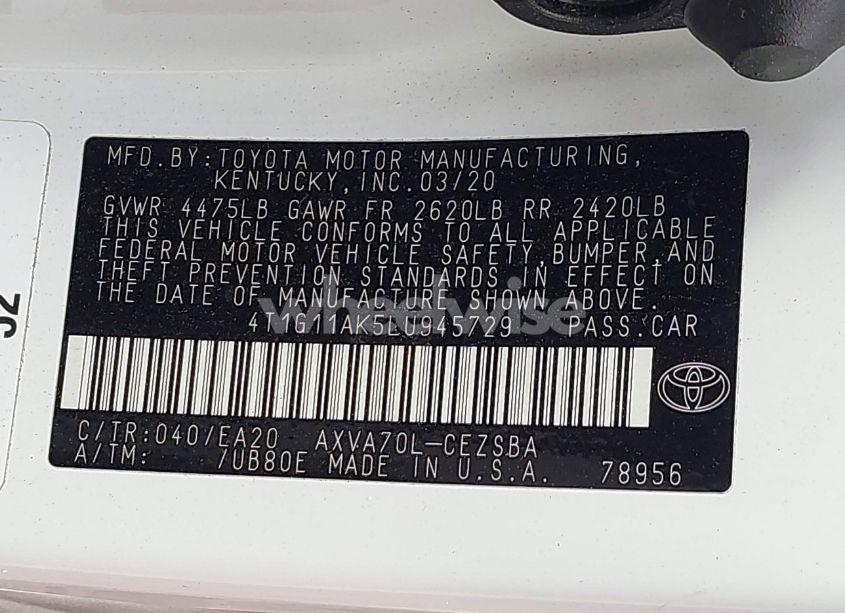 MFD. BY: TOYOTA MOTOR MANUFACTURING,
KENTUCKY, INC. 03/20
GVWR 4475LB GAWR FR 2620LB RR 2420LB
THIS VEHICLE CONFORMS TO ALL APPLICABLE
FEDERAL MOTOR VEHICLE SAFETY, BUMPER, AND
THEFT PREVENTION STANDARDS IN EFFECT ON
THE DATE OF MANUFACTURE SHOWN ABOVE.
wheelwise
4T1G11AK5LU945729 PASS. CAR
C/TR: 040/EA20 AXVA70L-CEZSBA
A/TM: /UB80E MADE IN U.S.A. 78956
J2